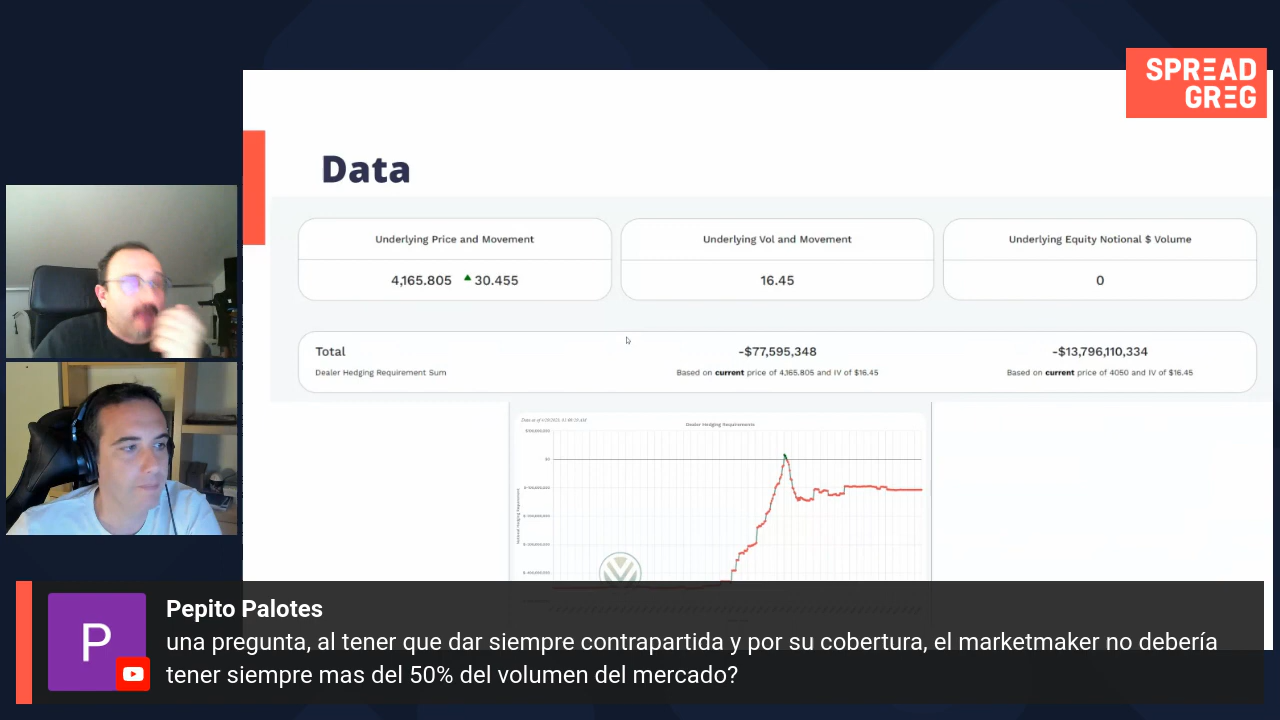 SPREAD
GREG
Data
Underlying Price and Movement
4,165.805 30.455
Underlying Vol and Movement
16.45
Underlying Equity Notional $ Volume
0
Total
Dealer Hedging Requirement Sum
-$77,595,348
Based on current price of 4,165.805 and IV of $16.45
-$13,796,110,334
Based on current price of 4050 and IV of $16.45
Dealer Hedging Requirements
$0
P
Pepito Palotes
una pregunta, al tener que dar siempre contrapartida y por su cobertura, el marketmaker no debería
tener siempre mas del 50% del volumen del mercado?